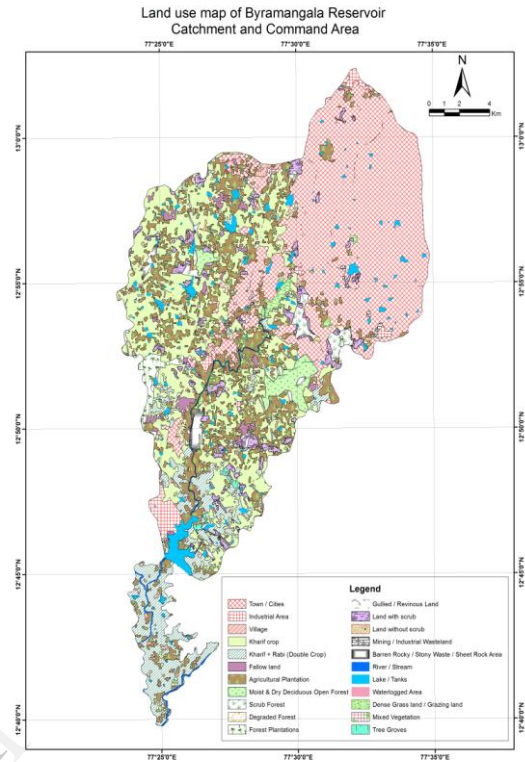 Land use map of Byramangala Reservoir
Catchment and Command Area
77°25'0"E 77°30'0"E 77°35'0"E
N
0 1 2 4
Km
13°0'0"N 13°0'0"N
12°55'0"N 12°55'0"N
12°50'0"N 12°50'0"N
12°45'0"N 12°45'0"N
12°40'0"N 12°40'0"N
Legend
Town / Cities
Industrial Area
Village
Kharif crop
Kharif + Rabi (Double Crop)
Fallow land
Agricultural Plantation
Moist & Dry Deciduous Open Forest
Scrub Forest
Degraded Forest
Forest Plantations
Gullied / Revinous Land
Land with scrub
Land without scrub
Mining / Industrial Wasteland
Barren Rocky / Stony Waste / Sheet Rock Area
River / Stream
Lake / Tanks
Waterlogged Area
Dense Grass land / Grazing land
Mixed Vegetation
Tree Groves
77°25'0"E 77°30'0"E 77°35'0"E